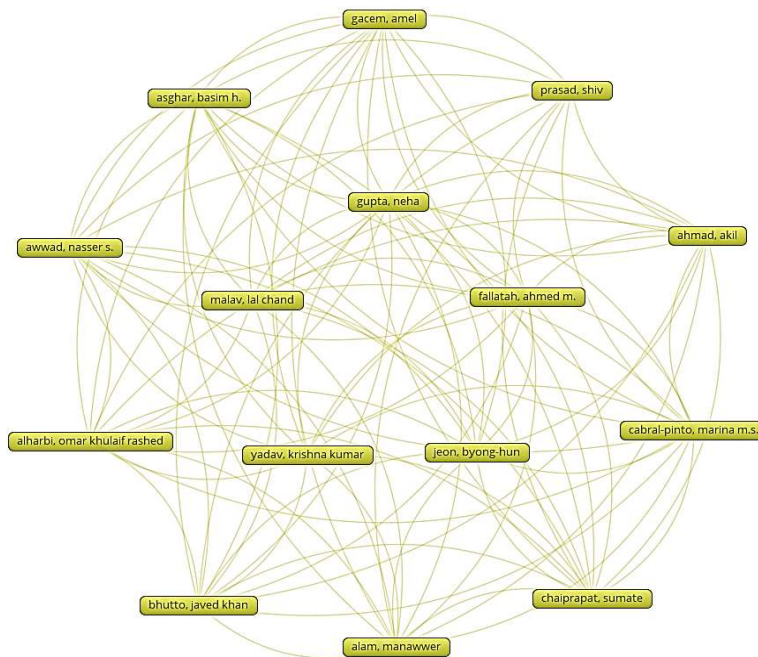 gacem, amel
prasad, shiv
asghar, basim h.
gupta, neha
ahmad, akil
awwad, nasser s.
malav, lal chand
fallatah, ahmed m.
cabral-pinto, marina m.s.
alharbi, omar khulaif rashed
yadav, krishna kumar
jeon, byong-hun
bhutto, javed khan
chaiprapat, sumate
alam, manawwer